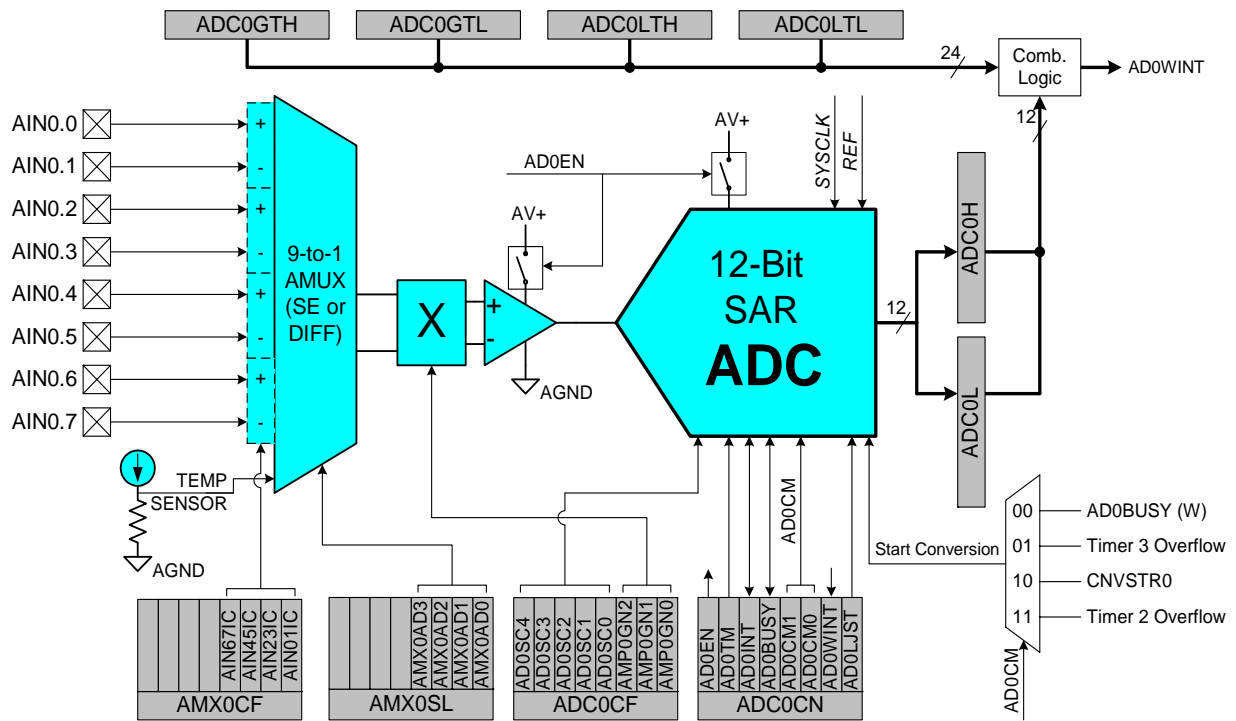 ADC0GTH
ADC0GTL
ADC0LTH
ADC0LTL
24
Comb.
Logic
AD0WINT
12
AIN0.0
AIN0.1
AIN0.2
AIN0.3
AIN0.4
AIN0.5
AIN0.6
AIN0.7
+
-
+
-
+
-
+
-
9-to-1
AMUX
(SE or
DIFF)
TEMP
SENSOR
AGND
X
+
-
AV+
AGND
AD0EN
AV+
SYSCLK
REF
12-Bit
SAR
ADC
12
ADC0H
ADC0L
Start Conversion
00
AD0BUSY (W)
01
Timer 3 Overflow
10
CNVSTR0
11
Timer 2 Overflow
AD0CM
AD0CM
AIN67IC
AIN45IC
AIN23IC
AIN01IC
AMX0CF
AMX0AD3
AMX0AD2
AMX0AD1
AMX0AD0
AMX0SL
AD0SC4
AD0SC3
AD0SC2
AD0SC1
AD0SC0
AMP0GN2
AMP0GN1
AMP0GN0
ADC0CF
AD0EN
AD0TM
AD0INT
AD0BUSY
AD0CM1
AD0CM0
AD0WINT
AD0LJST
ADC0CN